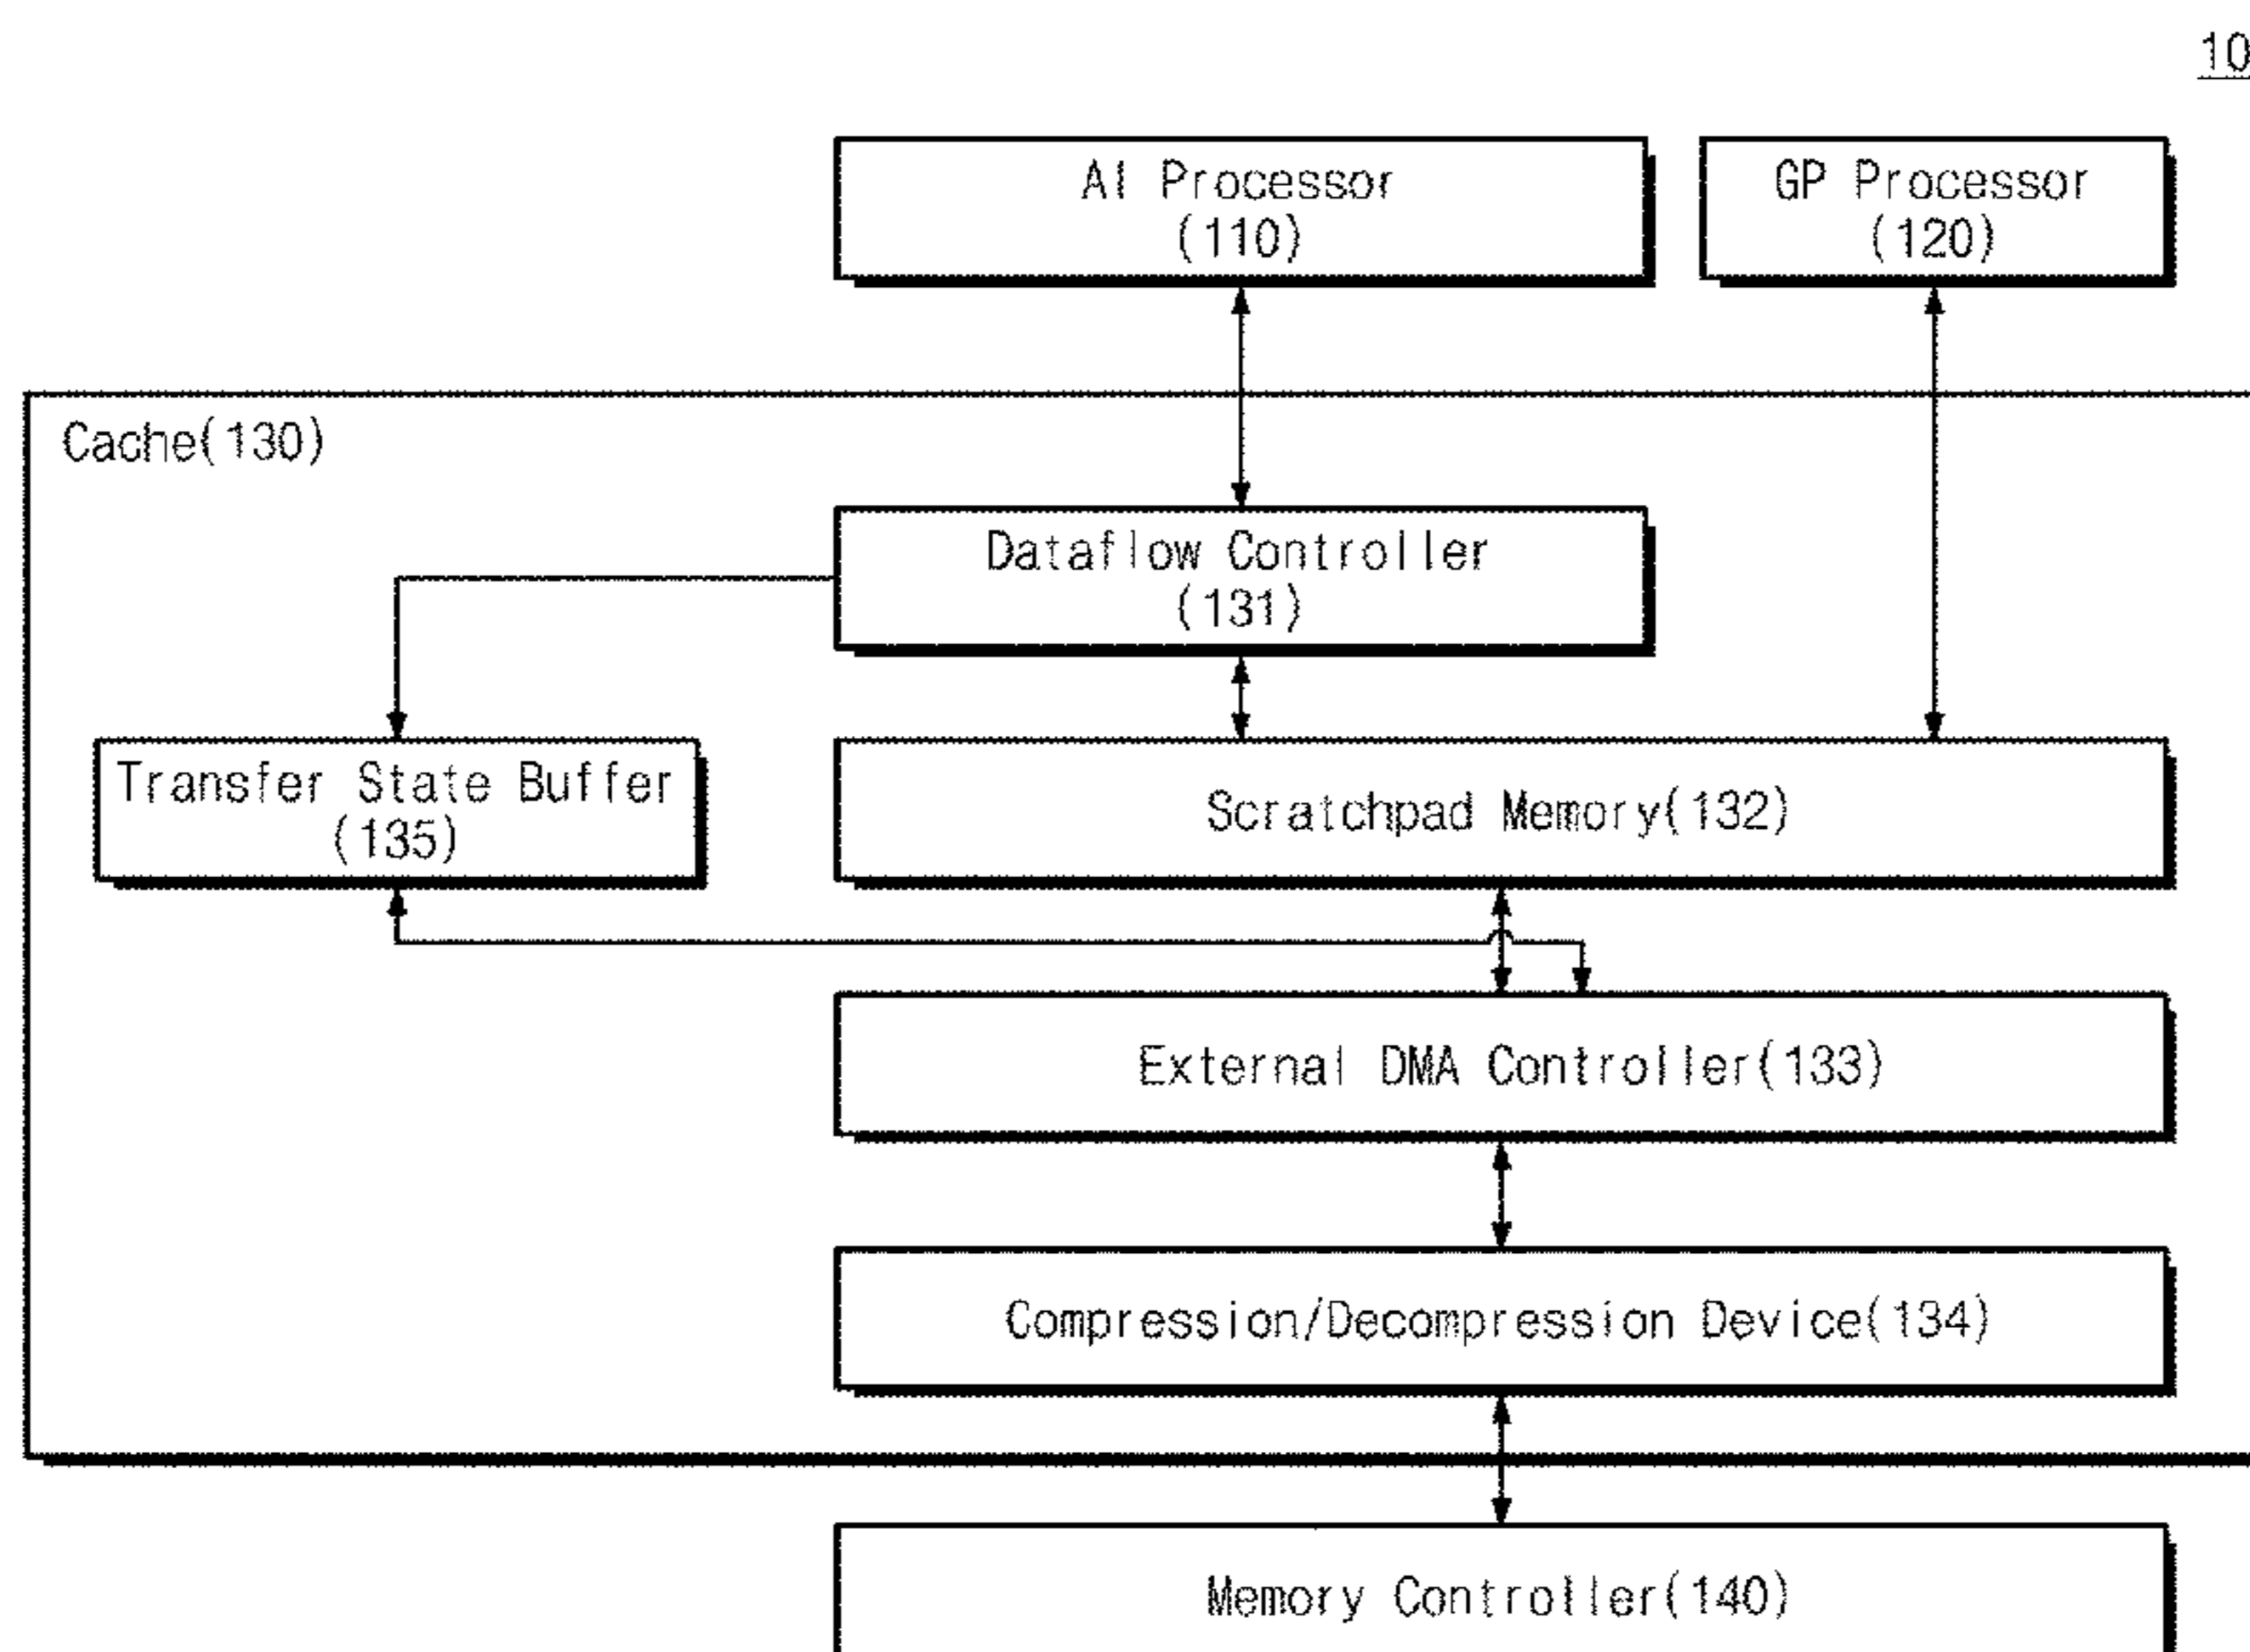 10
AI Processor
(110)
GP Processor
(120)
Cache(130)
Dataflow Controller
(131)
Transfer State Buffer
(135)
Scratchpad Memory(132)
External DMA Controller(133)
Compression/Decompression Device(134)
Memory Controller(140)